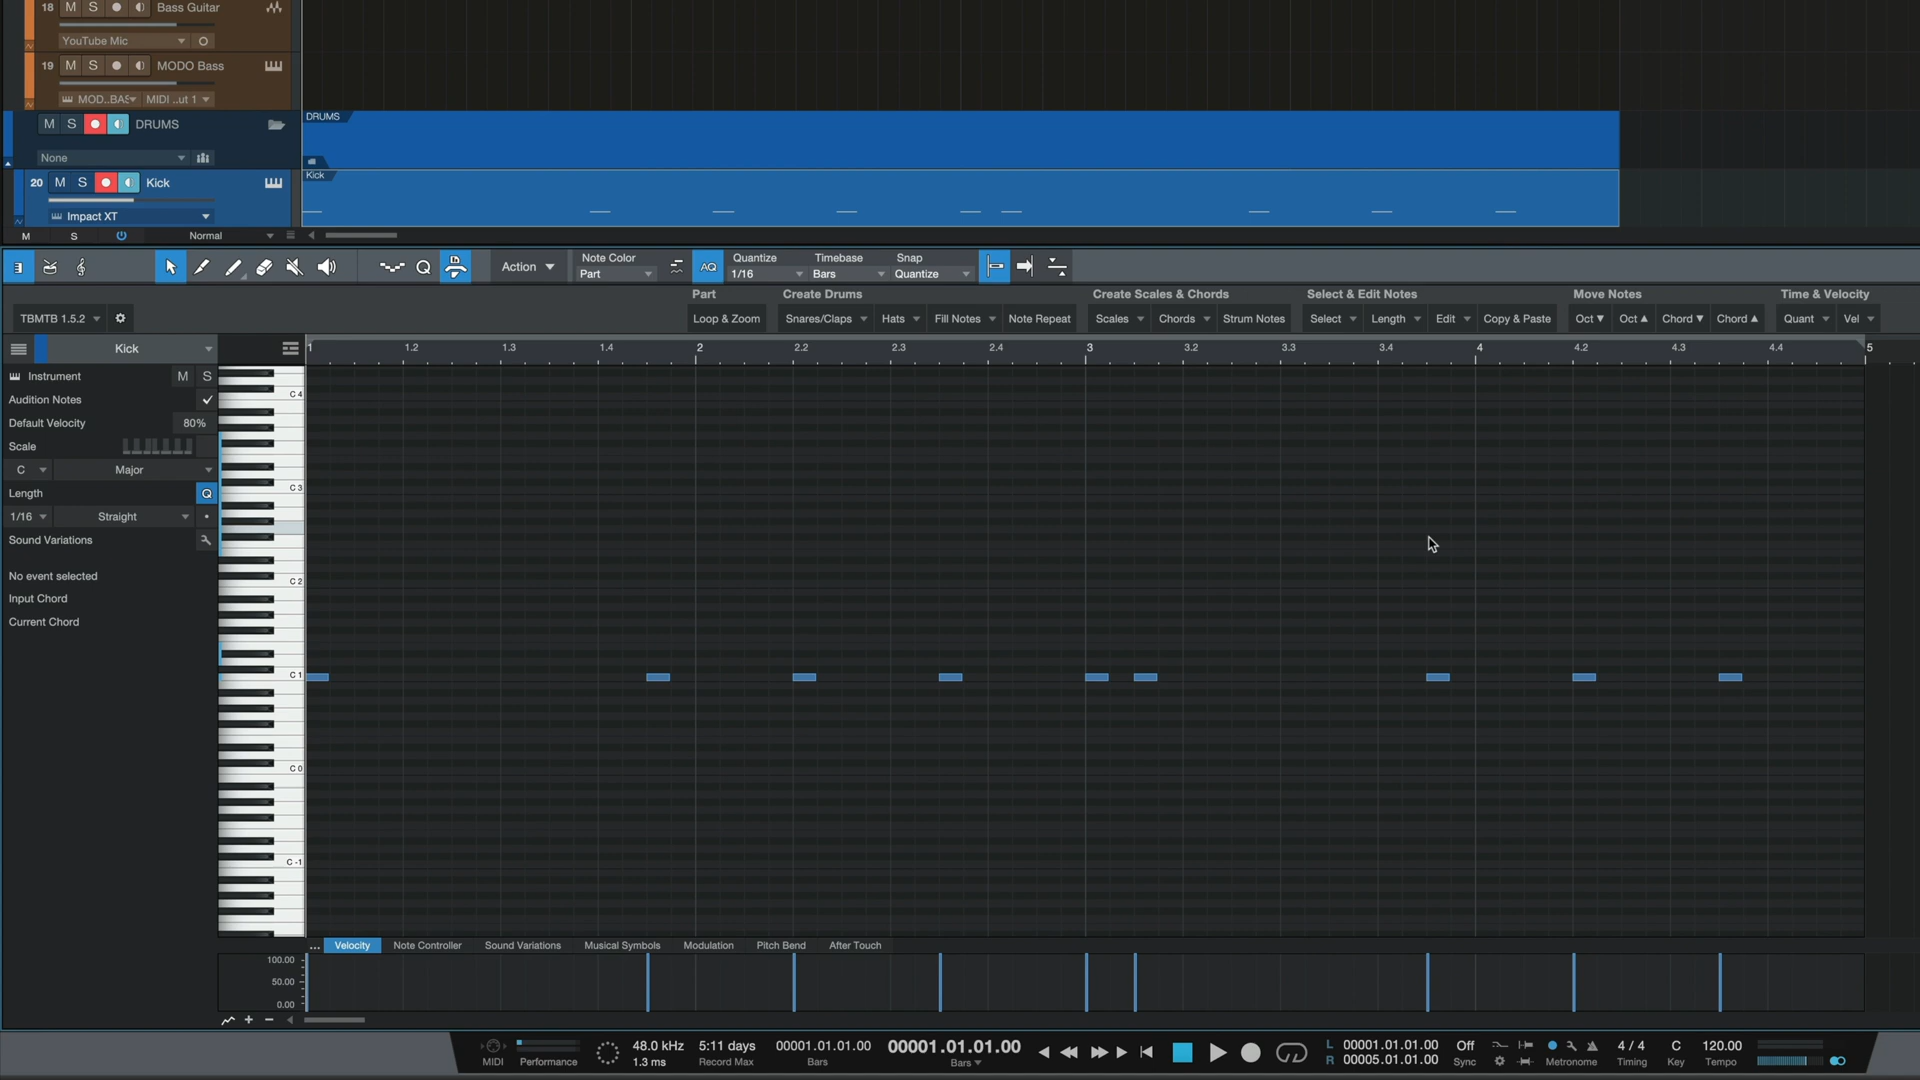 18 M S Bass Guitar
YouTube Mic
19 M S MODO Bass
MOD..BAS MIDI ..ut 1
M S DRUMS
None
20 M S Kick
Impact XT
M S Normal
DRUMS
Kick
Action
Note Color
Part
AQ
Quantize
1/16
Timebase
Bars
Snap
Quantize
Part Create Drums Create Scales & Chords Select & Edit Notes Move Notes Time & Velocity
TBMTB 1.5.2
Loop & Zoom Snares/Claps Hats Fill Notes Note Repeat Scales Chords Strum Notes Select Length Edit Copy & Paste Oct▼ Oct▲ Chord▼ Chord▲ Quant Vel
Kick
1 1.2 1.3 1.4 2 2.2 2.3 2.4 3 3.2 3.3 3.4 4 4.2 4.3 4.4 5
Instrument M S
Audition Notes ✓
Default Velocity 80%
Scale
C Major
Length Q
1/16 Straight
Sound Variations
No event selected
Input Chord
Current Chord
C 4
C 3
C 2
C 1
C 0
C -1
... Velocity Note Controller Sound Variations Musical Symbols Modulation Pitch Bend After Touch
100.00
50.00
0.00
MIDI
Performance
48.0 kHz
1.3 ms
5:11 days
Record Max
00001.01.01.00
Bars
00001.01.01.00
Bars
L 00001.01.01.00
R 00005.01.01.00
Off
Sync
Metronome
4 / 4
Timing
C
Key
120.00
Tempo